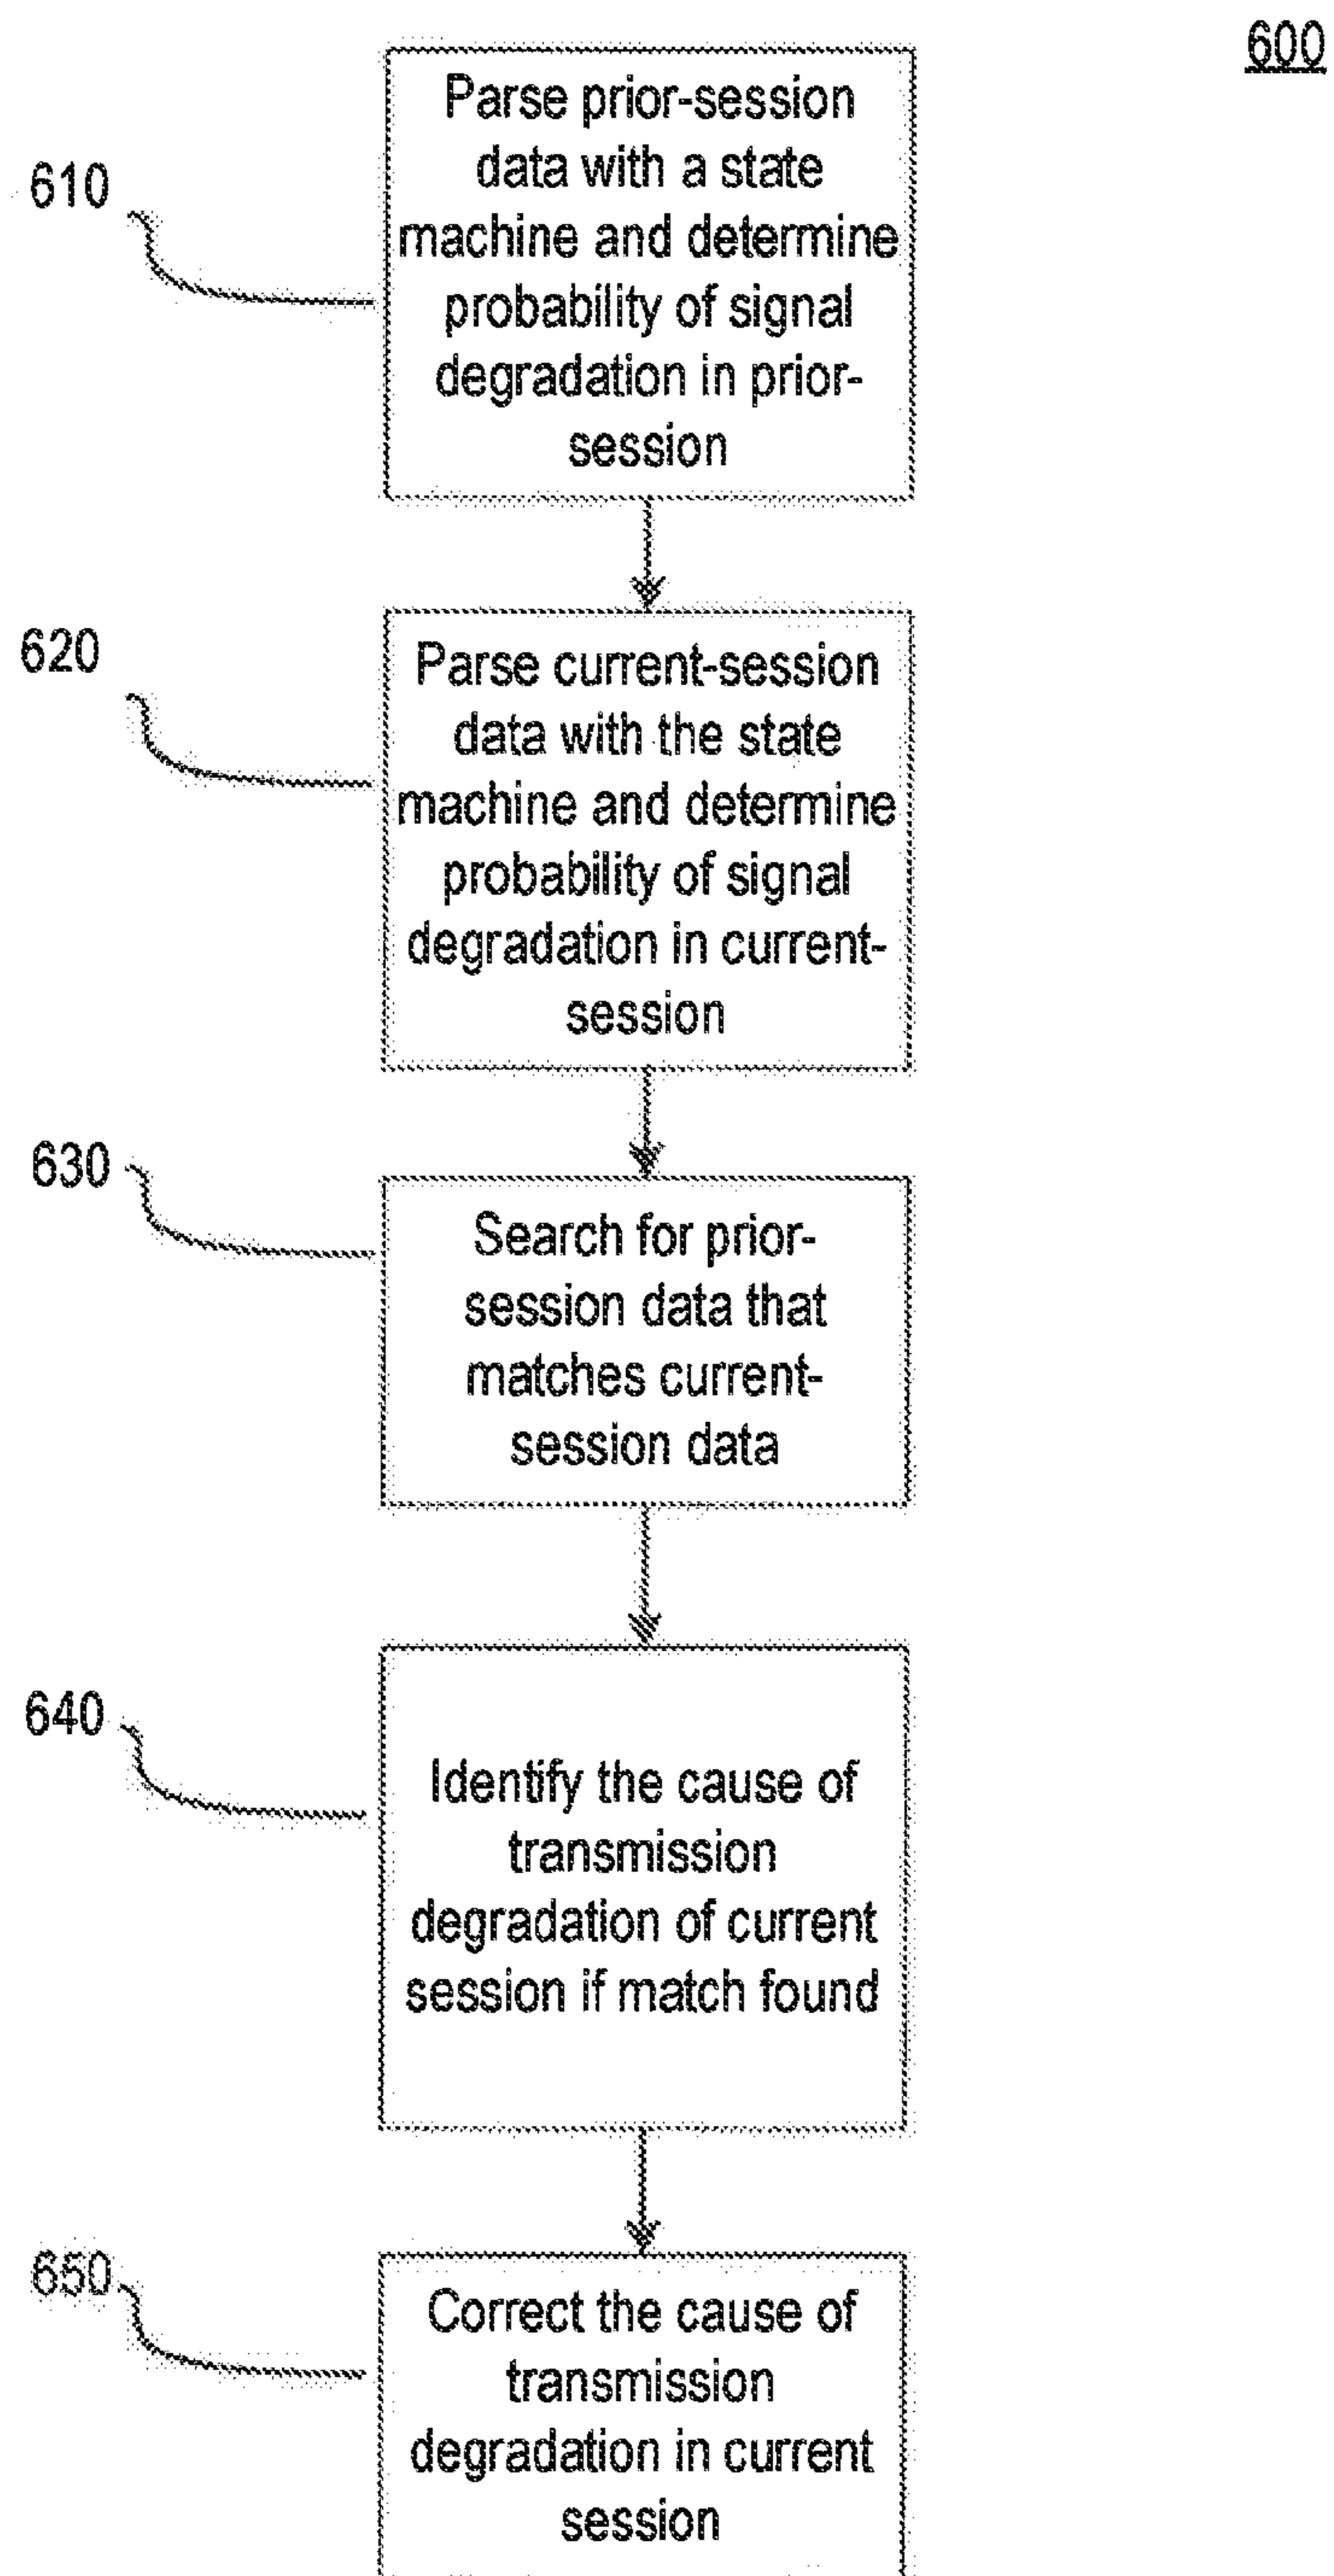 600
610
Parse prior-session
data with a state
machine and determine
probability of signal
degradation in prior-
session
620
Parse current-session
data with the state
machine and determine
probability of signal
degradation in current-
session
630
Search for prior-
session data that
matches current-
session data
640
Identify the cause of
transmission
degradation of current
session if match found
650
Correct the cause of
transmission
degradation in current
session